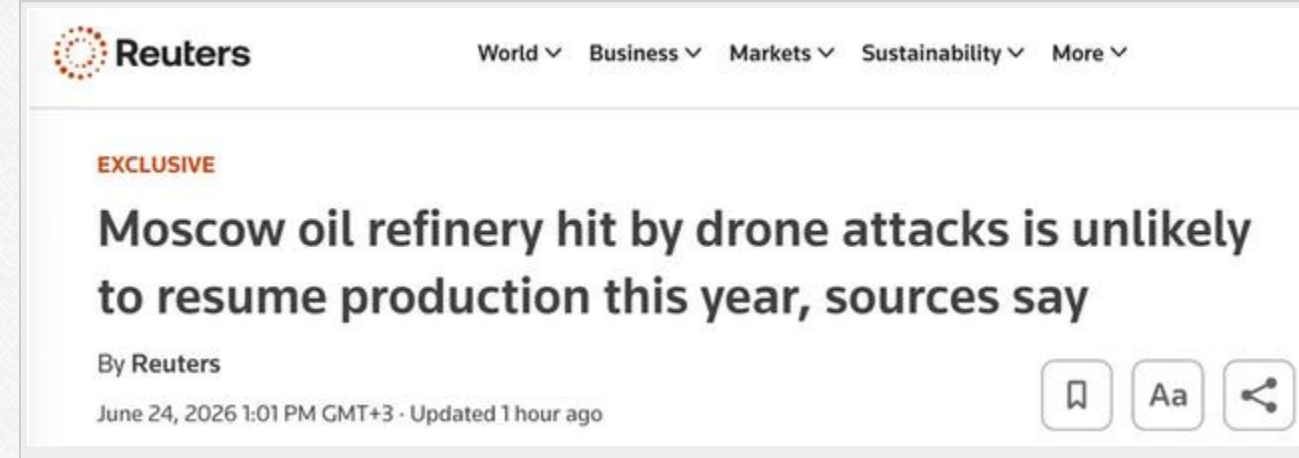 Reuters
World Business Markets Sustainability More
EXCLUSIVE
Moscow oil refinery hit by drone attacks is unlikely
to resume production this year, sources say
By Reuters
June 24, 2026 1:01 PM GMT+3 · Updated 1 hour ago
Aa